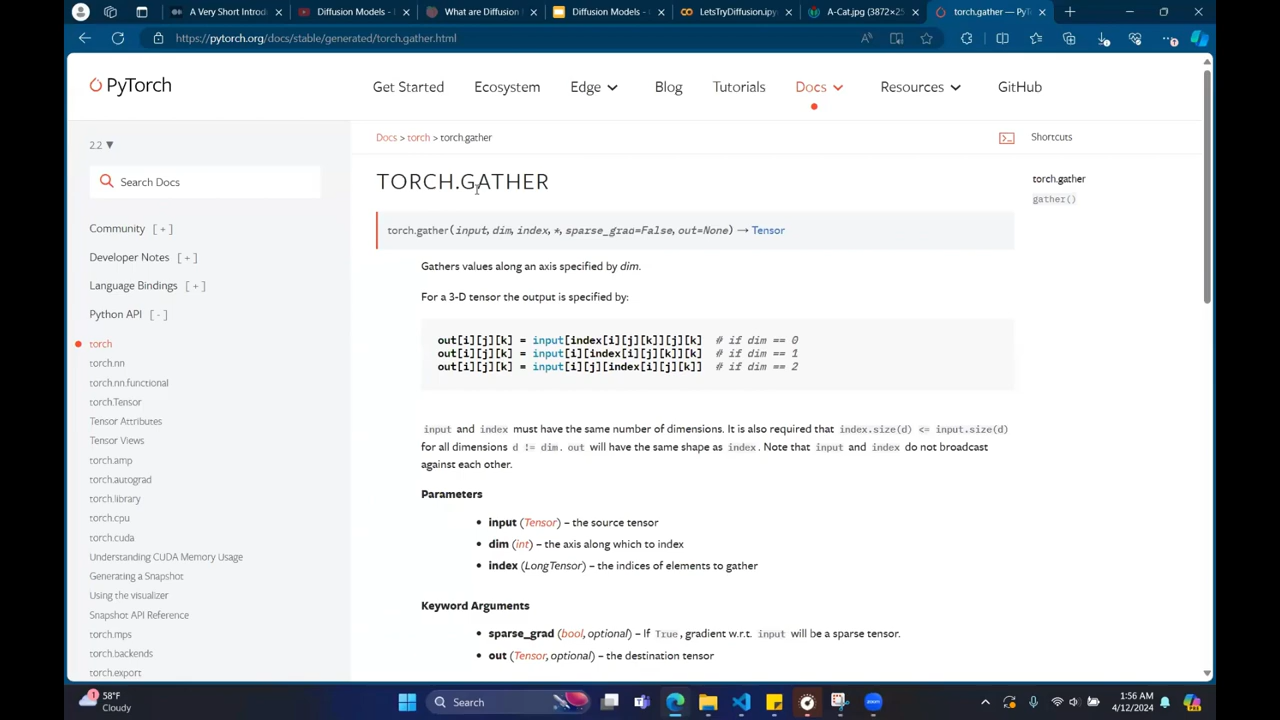 A Very Short Introdu
Diffusion Models -
What are Diffusion
Diffusion Models -
LetsTryDiffusion.ipy
A-Cat.jpg (3872×25
torch.gather — PyTo
https://pytorch.org/docs/stable/generated/torch.gather.html
PyTorch
Get Started
Ecosystem
Edge
Blog
Tutorials
Docs
Resources
GitHub
2.2 ▼
Docs > torch > torch.gather
Shortcuts
Search Docs
TORCH.GATHER
torch.gather
gather()
Community [ + ]
Developer Notes [ + ]
Language Bindings [ + ]
Python API [ - ]
torch
torch.nn
torch.nn.functional
torch.Tensor
Tensor Attributes
Tensor Views
torch.amp
torch.autograd
torch.library
torch.cpu
torch.cuda
Understanding CUDA Memory Usage
Generating a Snapshot
Using the visualizer
Snapshot API Reference
torch.mps
torch.backends
torch.export
torch.gather(input, dim, index, *, sparse_grad=False, out=None) → Tensor
Gathers values along an axis specified by dim.
For a 3-D tensor the output is specified by:
out[i][j][k] = input[index[i][j][k]][j][k] # if dim == 0
out[i][j][k] = input[i][index[i][j][k]][k] # if dim == 1
out[i][j][k] = input[i][j][index[i][j][k]] # if dim == 2
input and index must have the same number of dimensions. It is also required that index.size(d) <= input.size(d)
for all dimensions d != dim. out will have the same shape as index. Note that input and index do not broadcast
against each other.
Parameters
• input (Tensor) – the source tensor
• dim (int) – the axis along which to index
• index (LongTensor) – the indices of elements to gather
Keyword Arguments
• sparse_grad (bool, optional) – If True, gradient w.r.t. input will be a sparse tensor.
• out (Tensor, optional) – the destination tensor
58°F
Cloudy
Search
1:56 AM
4/12/2024